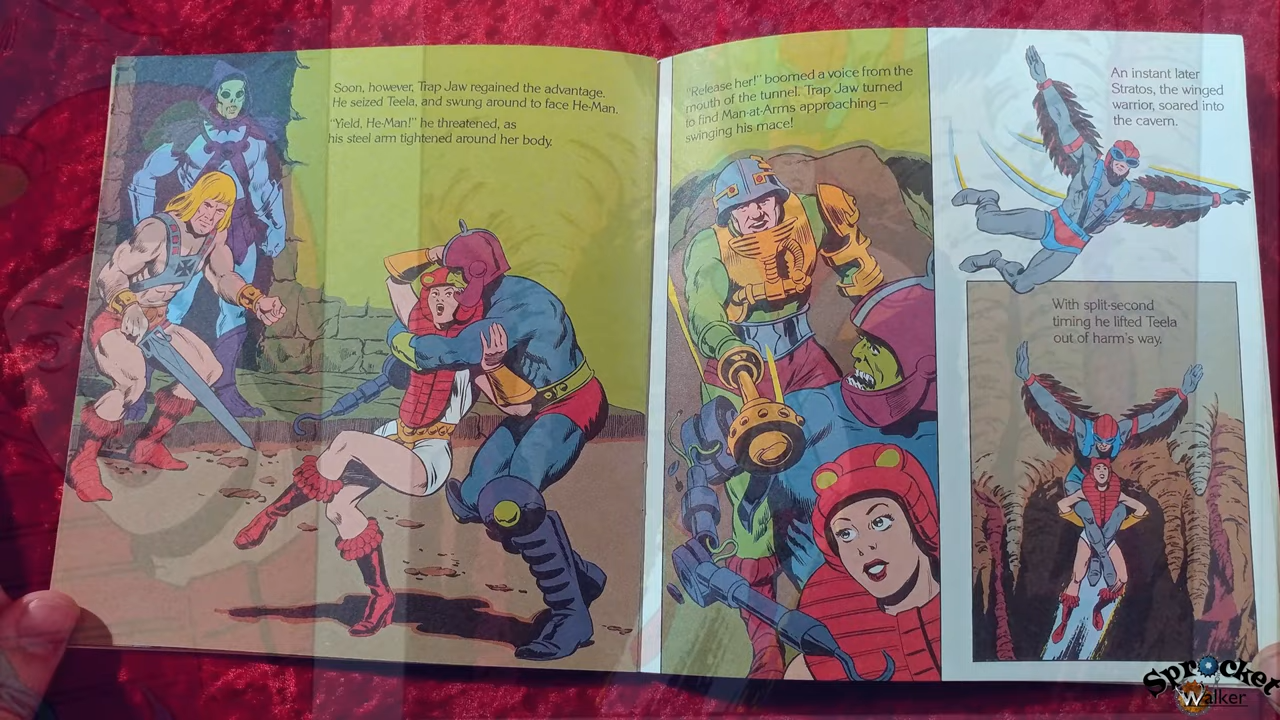 Soon, however, Trap Jaw regained the advantage.
He seized Teela, and swung around to face He-Man.
"Yield, He-Man!" he threatened, as
his steel arm tightened around her body.
"Release her!" boomed a voice from the
mouth of the tunnel. Trap Jaw turned
to find Man-at-Arms approaching—
swinging his mace!
An instant later
Stratos, the winged
warrior, soared into
the cavern.
With split-second
timing he lifted Teela
out of harm's way.
Sprocket
Walker